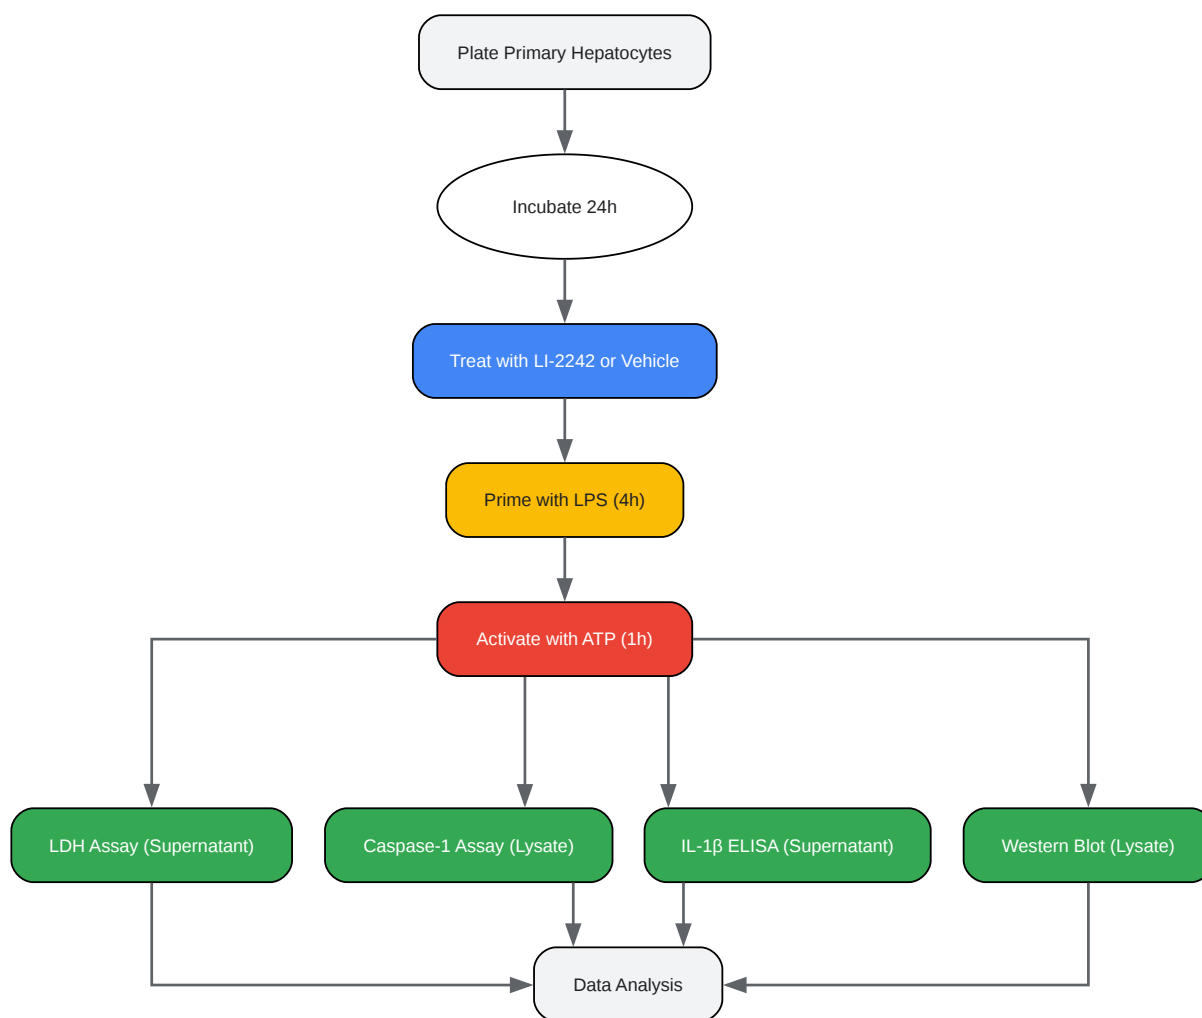 Plate Primary Hepatocytes
Incubate 24h
Treat with LI-2242 or Vehicle
Prime with LPS (4h)
Activate with ATP (1h)
LDH Assay (Supernatant)
Caspase-1 Assay (Lysate)
IL-1β ELISA (Supernatant)
Western Blot (Lysate)
Data Analysis